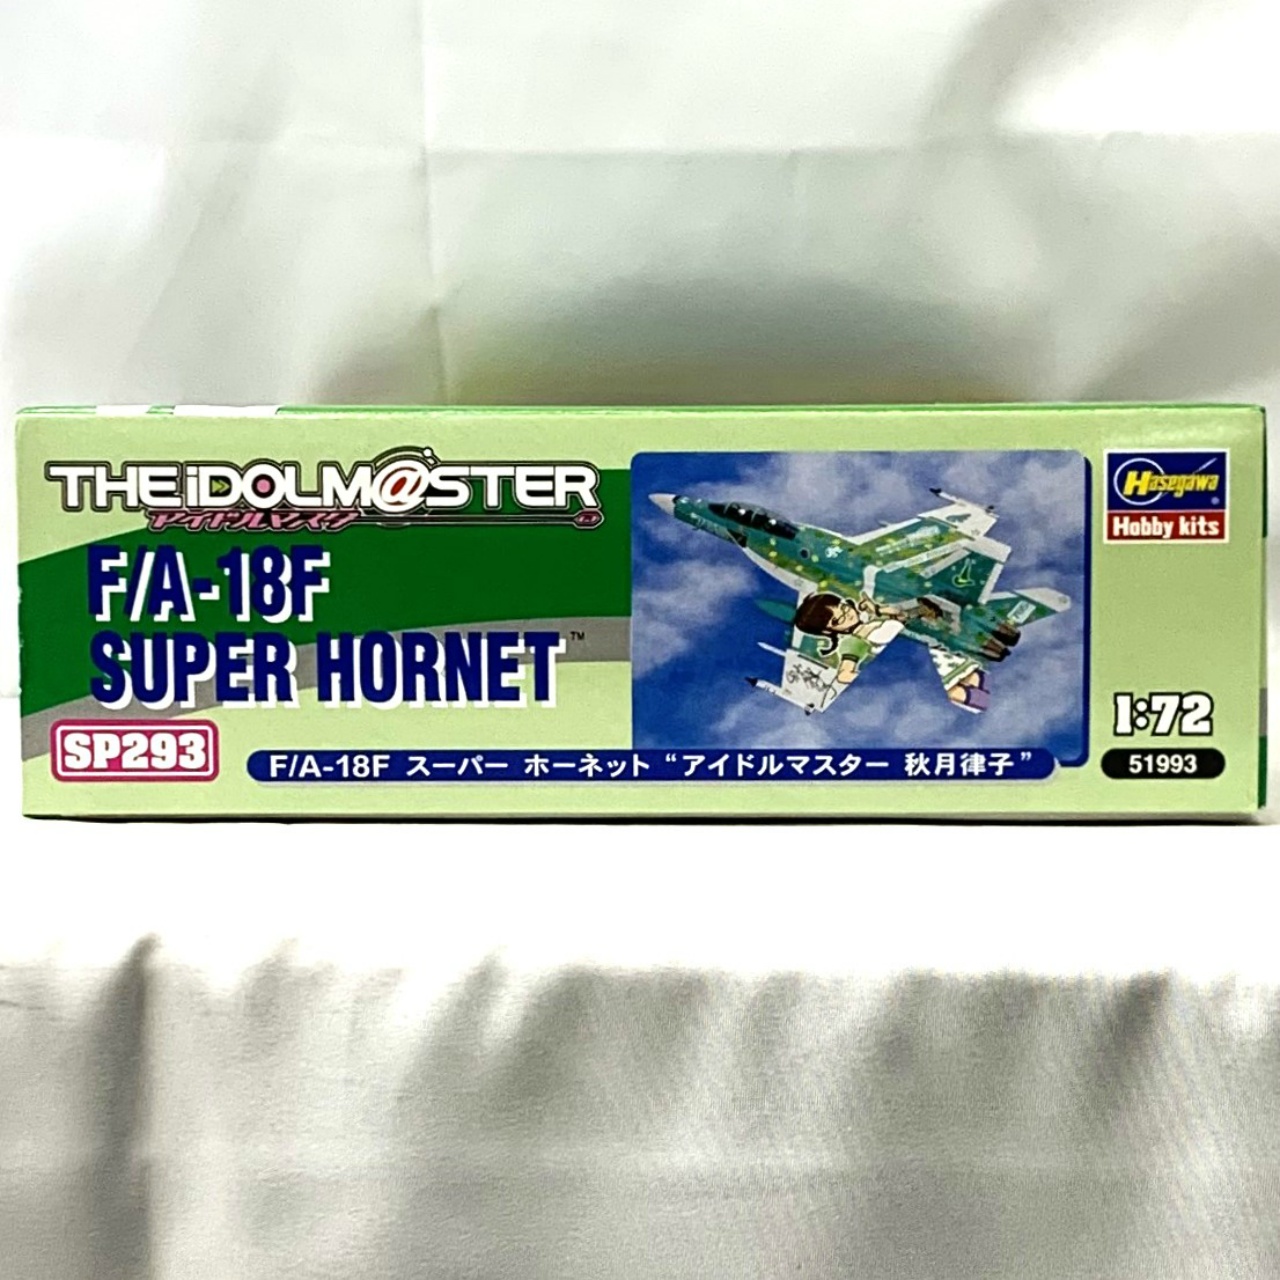 THE iDOLM@STER
アイドルマスター
F/A-18F
SUPER HORNET™
SP293
F/A-18F スーパー ホーネット “アイドルマスター 秋月律子”
Hasegawa
Hobby kits
1:72
51993